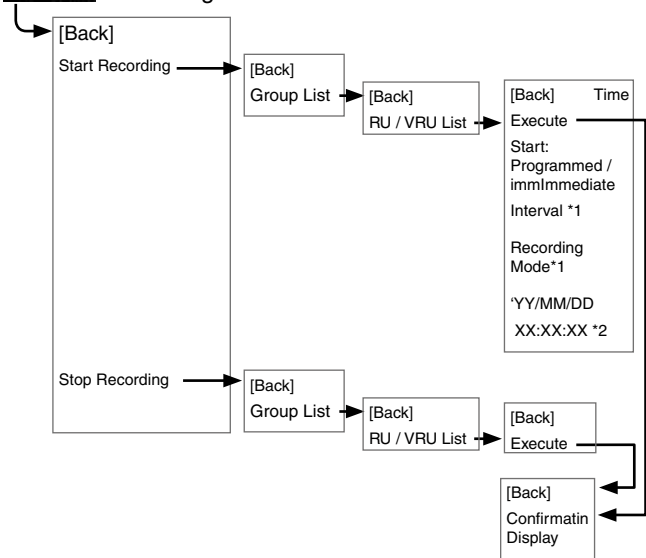 [Back]
Start Recording
[Back]
Group List
[Back]
RU / VRU List
[Back] Time
Execute
Start:
Programmed /
immImmediate
Interval *1
Recording
Mode*1
‘YY/MM/DD
XX:XX:XX *2
Stop Recording
[Back]
Group List
[Back]
RU / VRU List
[Back]
Execute
[Back]
Confirmatin
Display